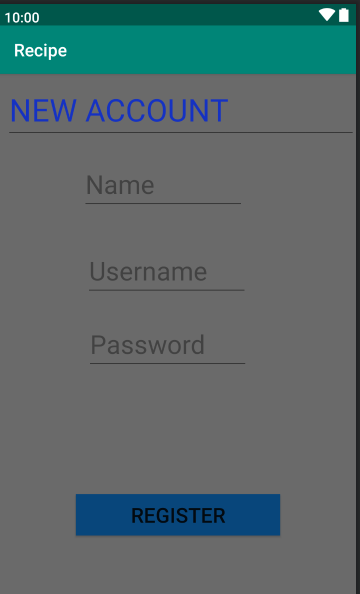 10:00
Recipe
NEW ACCOUNT
Name
Username
Password
REGISTER